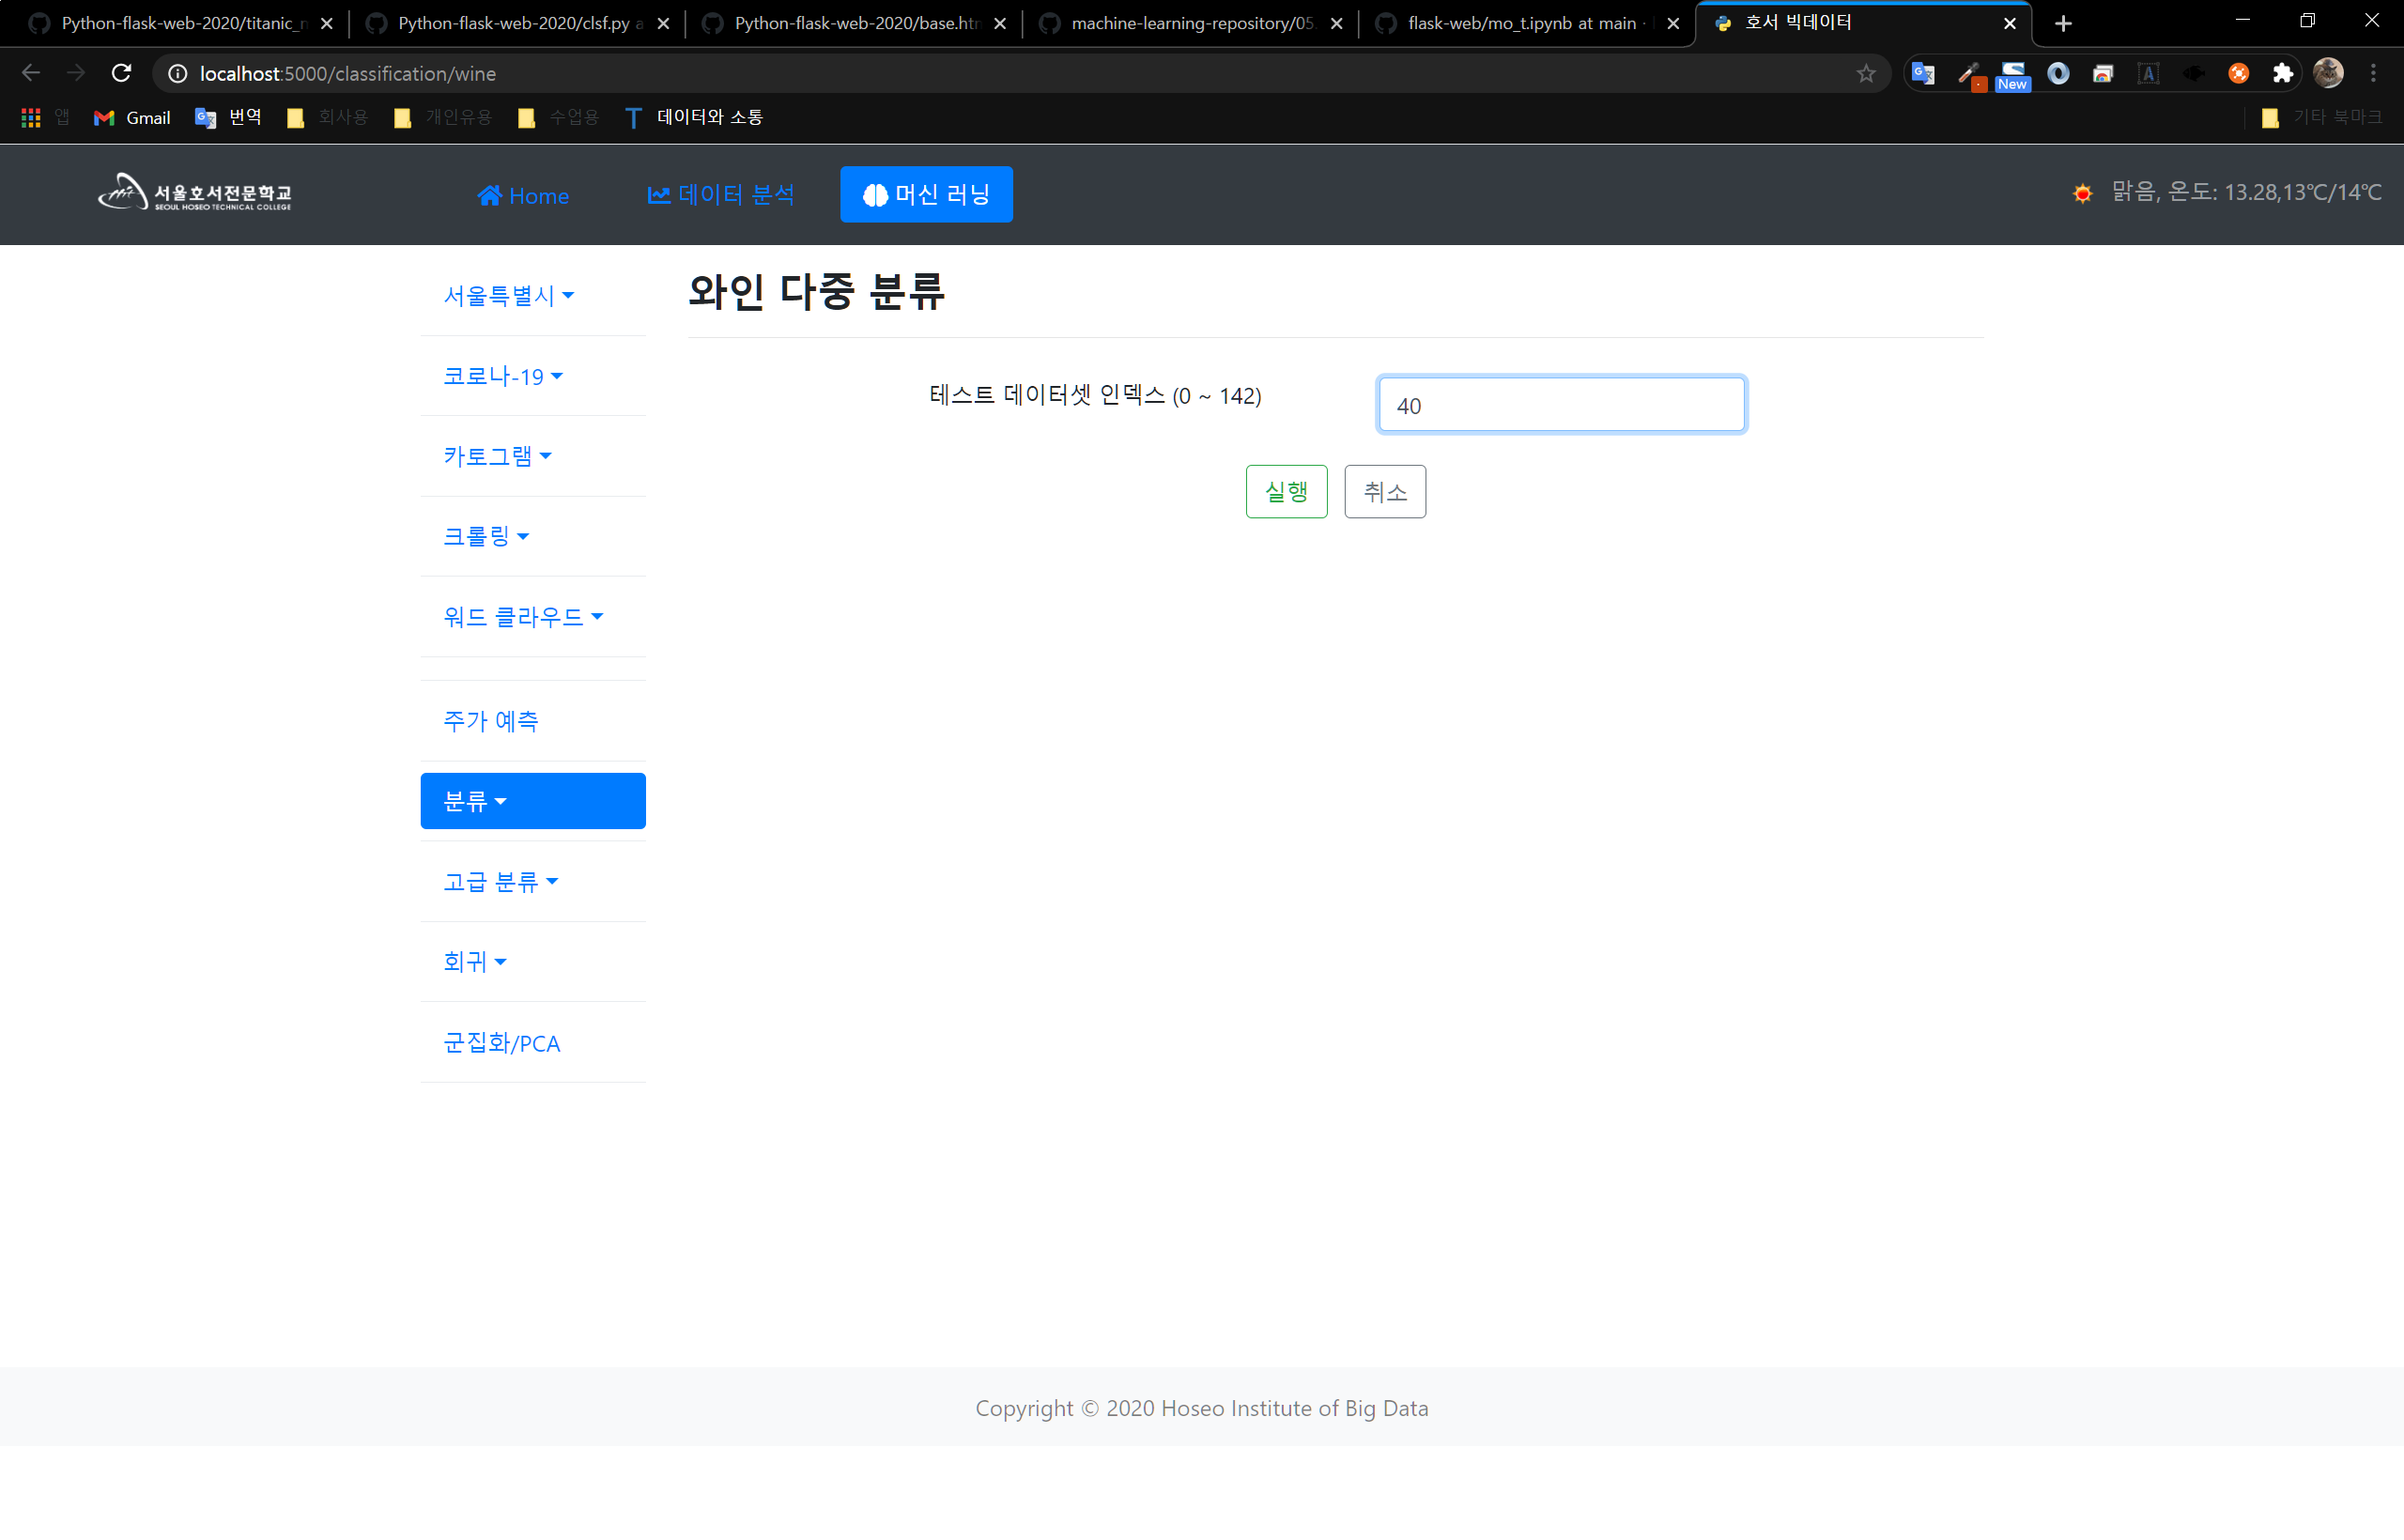 Python-flask-web-2020/titanic_
Python-flask-web-2020/clsf.py a
Python-flask-web-2020/base.htm
machine-learning-repository/05.
flask-web/mo_t.ipynb at main ·
호서 빅데이터
localhost:5000/classification/wine
New
앱
Gmail
번역
회사용
개인유용
수업용
데이터와 소통
기타 북마크
서울호서전문학교
SEOUL HOSEO TECHNICAL COLLEGE
Home
데이터 분석
머신 러닝
맑음, 온도: 13.28,13℃/14℃
서울특별시
코로나-19
카토그램
크롤링
워드 클라우드
주가 예측
분류
고급 분류
회귀
군집화/PCA
와인 다중 분류
테스트 데이터셋 인덱스 (0 ~ 142)
40
실행
취소
Copyright © 2020 Hoseo Institute of Big Data